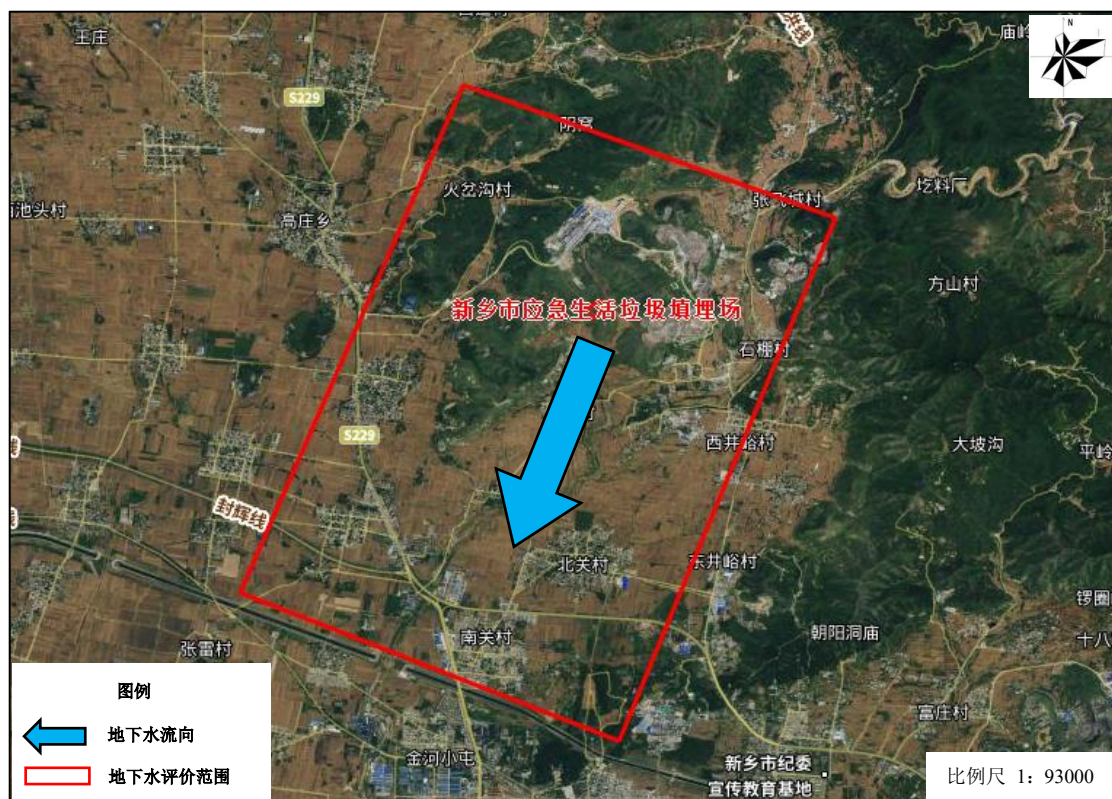 王庄
庙岭
N
S229
阴窝
火岔沟村
张飞城村
圪料厂
池头村
高庄乡
方山村
新乡市应急生活垃圾填埋场
石棚村
S229
西井峪村
大坡沟
平岭
封辉线
北关村
东井峪村
锣圈
南关村
朝阳洞庙
十八
张雷村
富庄村
金河小屯
新乡市纪委
宣传教育基地
图例
地下水流向
地下水评价范围
比例尺 1：93000